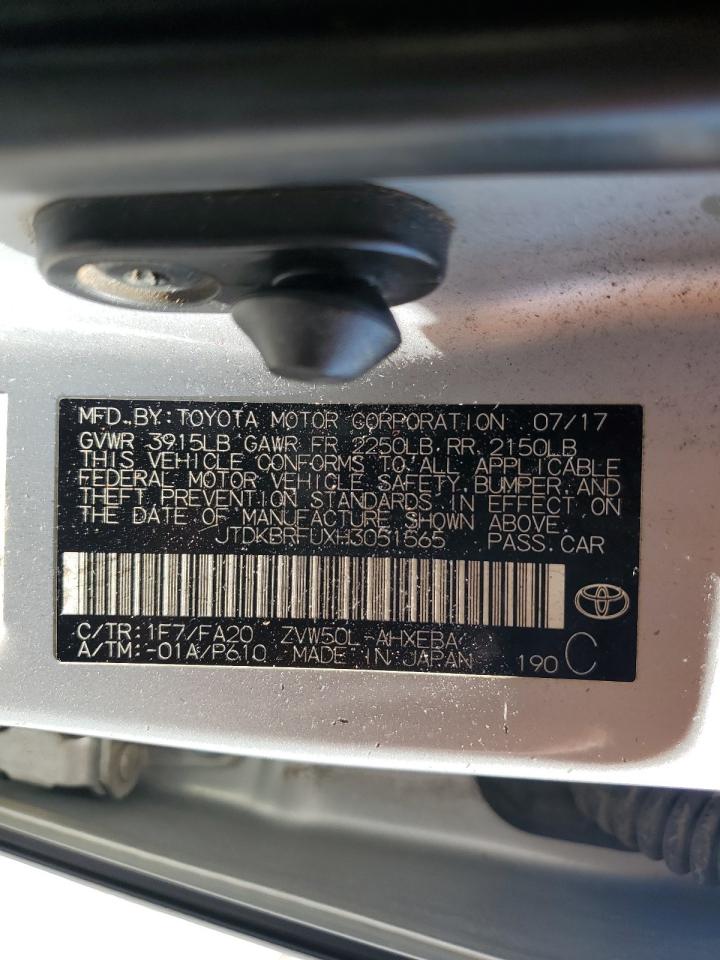 MFD. BY: TOYOTA MOTOR CORPORATION 07/17
GVWR 3915LB GAWR FR 2250LB RR 2150LB
THIS VEHICLE CONFORMS TO ALL APPLICABLE
FEDERAL MOTOR VEHICLE SAFETY, BUMPER, AND
THEFT PREVENTION STANDARDS IN EFFECT ON
THE DATE OF MANUFACTURE SHOWN ABOVE.
JTDKBRFUXH3051565 PASS. CAR
C/TR: 1F7/FA20 ZVW50L-AHXEBA
A/TM: -01A/P610 MADE IN JAPAN 190 C